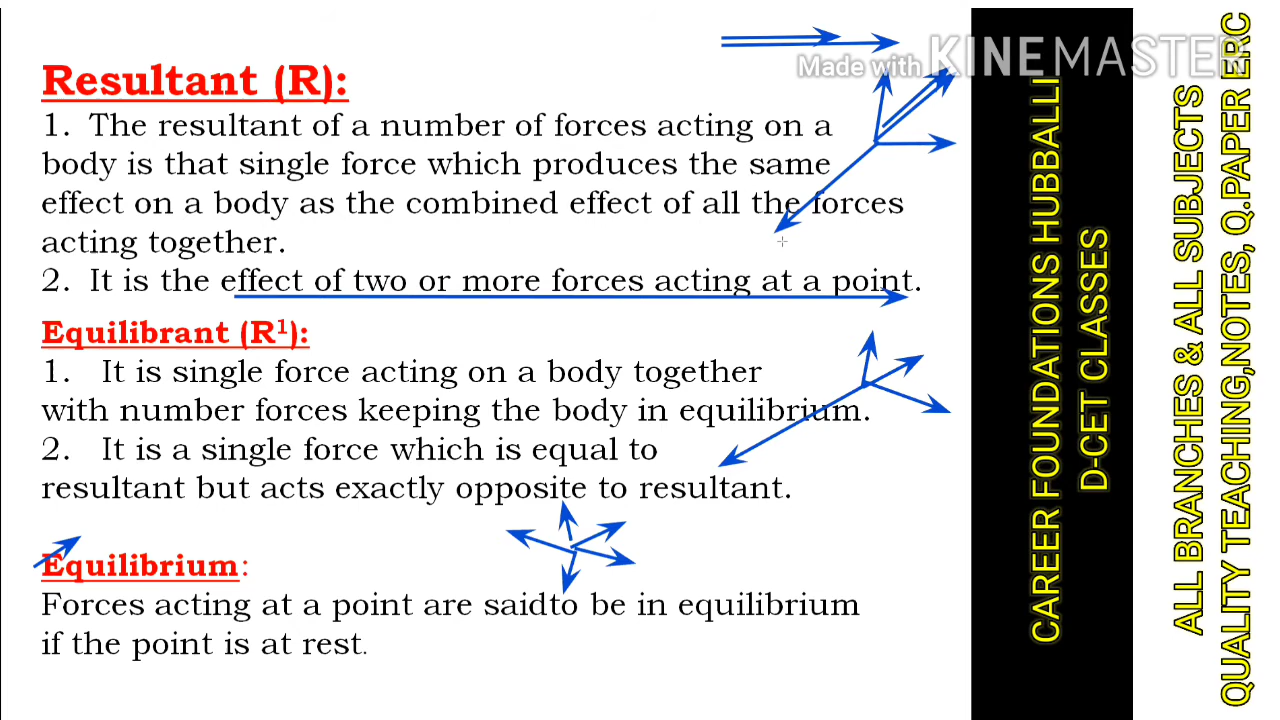 Made with KINEMASTER
Resultant (R):
1. The resultant of a number of forces acting on a
body is that single force which produces the same
effect on a body as the combined effect of all the forces
acting together.
2. It is the effect of two or more forces acting at a point.
Equilibrant (R¹):
1. It is single force acting on a body together
with number forces keeping the body in equilibrium.
2. It is a single force which is equal to
resultant but acts exactly opposite to resultant.
Equilibrium:
Forces acting at a point are saidto be in equilibrium
if the point is at rest.
CAREER FOUNDATIONS HUBBALLI
D-CET CLASSES
ALL BRANCHES & ALL SUBJECTS
QUALITY TEACHING,NOTES, Q.PAPER ERC